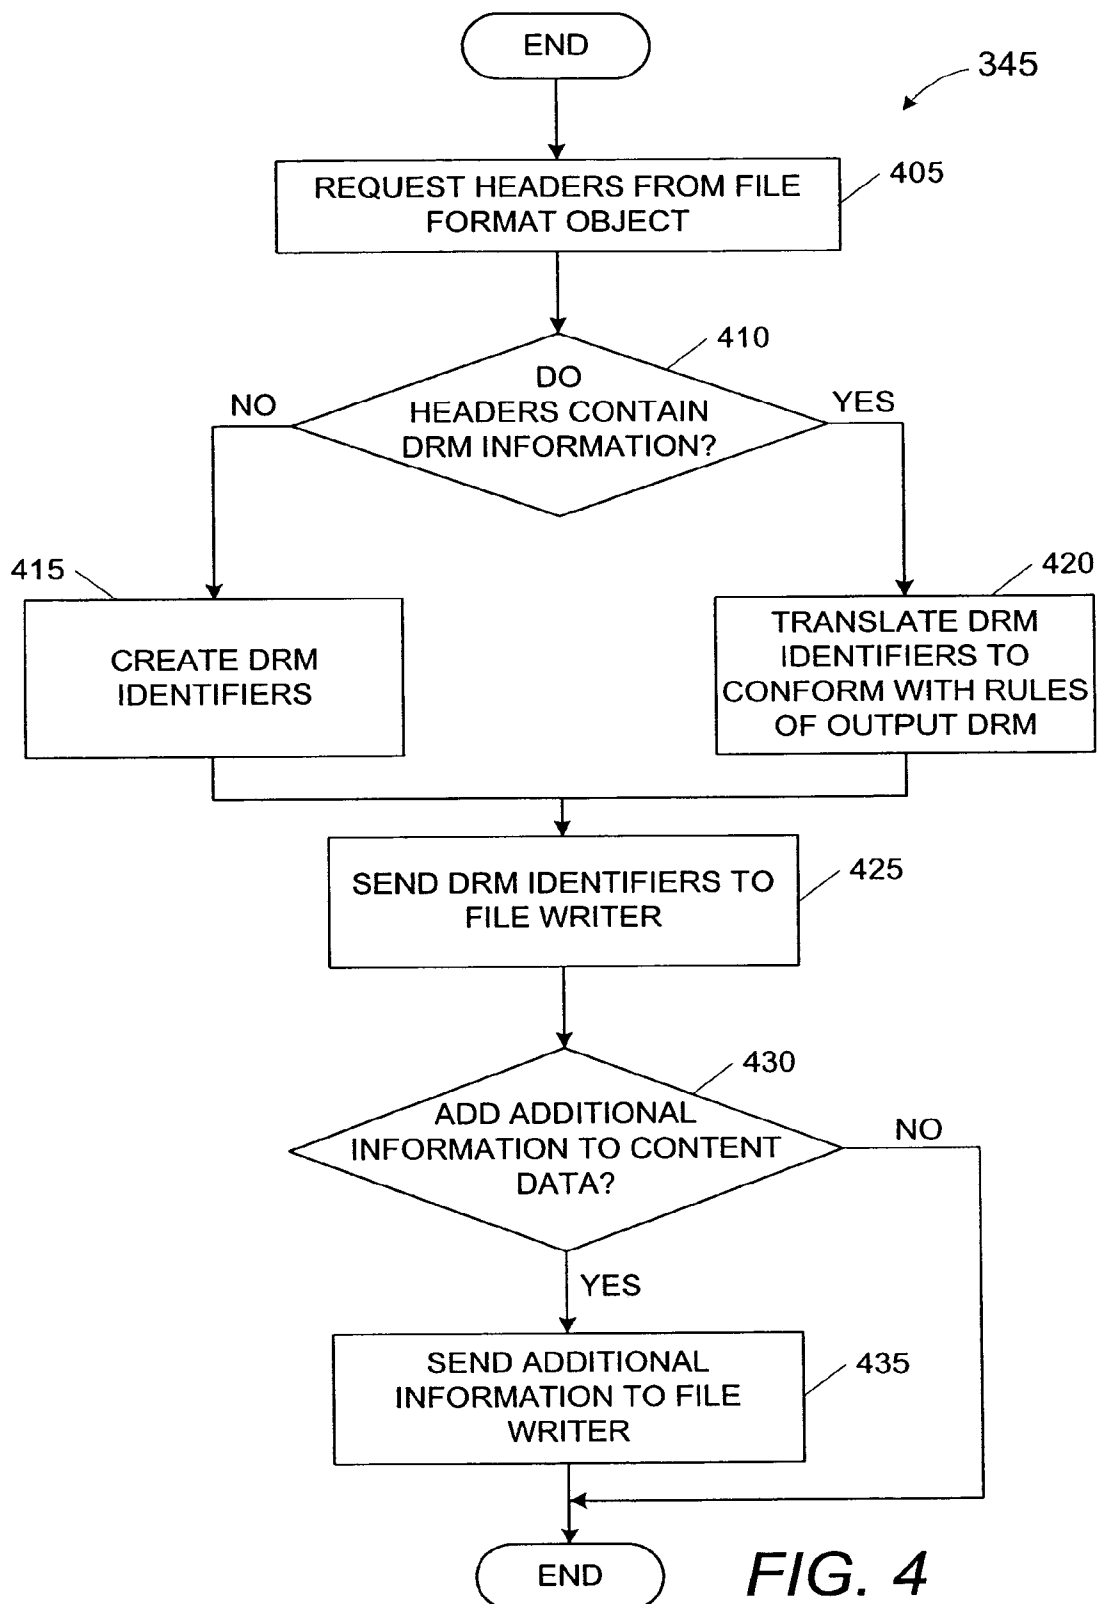 END
345
REQUEST HEADERS FROM FILE
FORMAT OBJECT
405
410
DO
HEADERS CONTAIN
DRM INFORMATION?
NO
YES
415
CREATE DRM
IDENTIFIERS
420
TRANSLATE DRM
IDENTIFIERS TO
CONFORM WITH RULES
OF OUTPUT DRM
SEND DRM IDENTIFIERS TO
FILE WRITER
425
430
ADD ADDITIONAL
INFORMATION TO CONTENT
DATA?
NO
YES
SEND ADDITIONAL
INFORMATION TO FILE
WRITER
435
END
FIG. 4